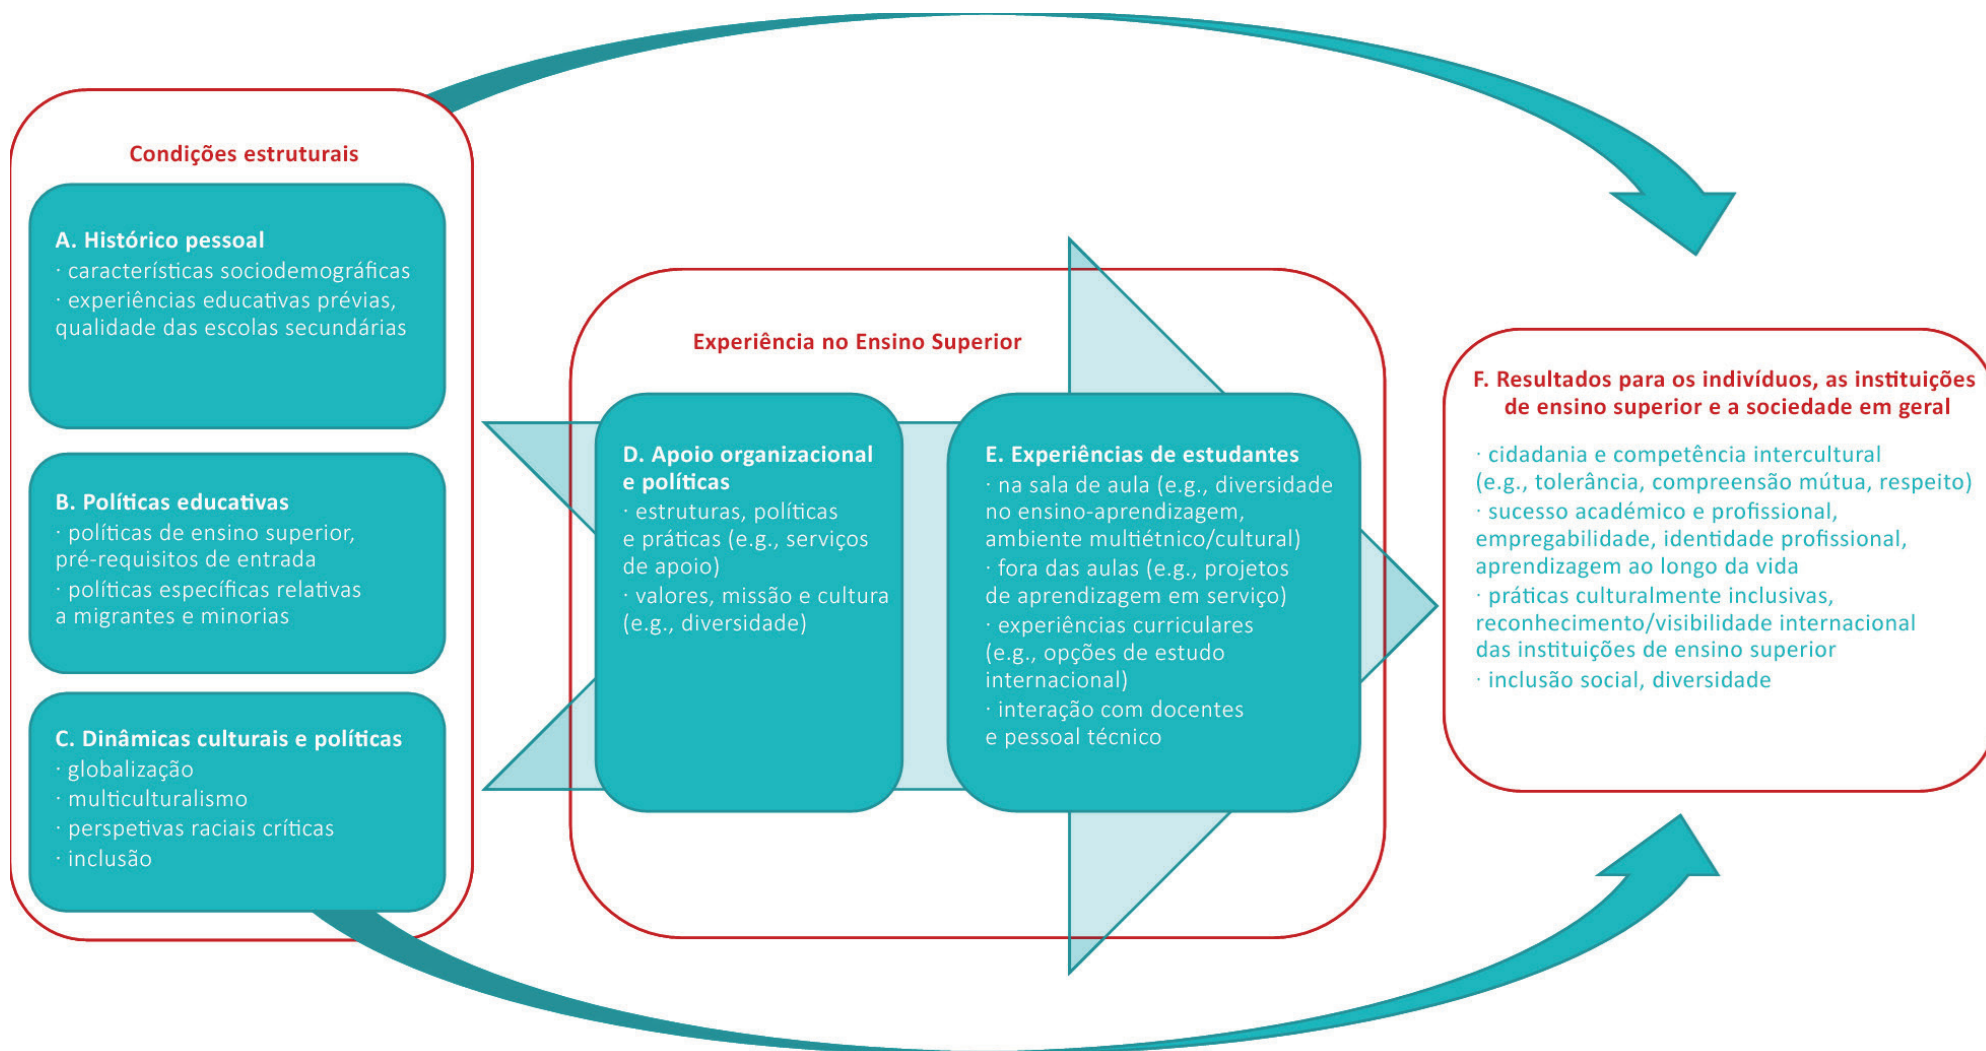 Condições estruturais
A. Histórico pessoal
· características sociodemográficas
· experiências educativas prévias,
qualidade das escolas secundárias
B. Políticas educativas
· políticas de ensino superior,
pré-requisitos de entrada
· políticas específicas relativas
a migrantes e minorias
C. Dinâmicas culturais e políticas
· globalização
· multiculturalismo
· perspetivas raciais críticas
· inclusão
Experiência no Ensino Superior
D. Apoio organizacional
e políticas
· estruturas, políticas
e práticas (e.g., serviços
de apoio)
· valores, missão e cultura
(e.g., diversidade)
E. Experiências de estudantes
· na sala de aula (e.g., diversidade
no ensino-aprendizagem,
ambiente multiétnico/cultural)
· fora das aulas (e.g., projetos
de aprendizagem em serviço)
· experiências curriculares
(e.g., opções de estudo
internacional)
· interação com docentes
e pessoal técnico
F. Resultados para os indivíduos, as instituições
de ensino superior e a sociedade em geral
· cidadania e competência intercultural
(e.g., tolerância, compreensão mútua, respeito)
· sucesso académico e profissional,
empregabilidade, identidade profissional,
aprendizagem ao longo da vida
· práticas culturalmente inclusivas,
reconhecimento/visibilidade internacional
das instituições de ensino superior
· inclusão social, diversidade